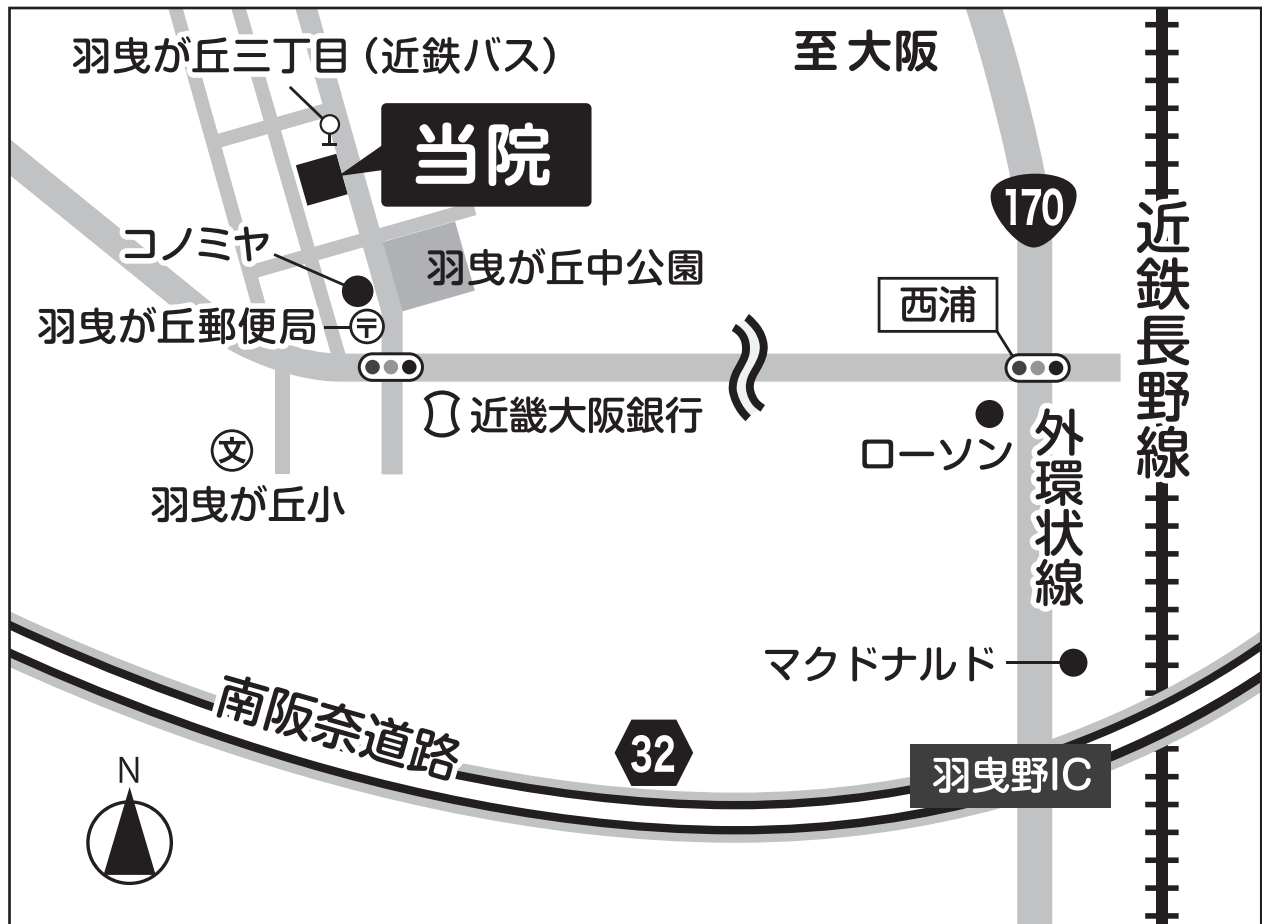 羽曳が丘三丁目（近鉄バス）
至 大阪
当院
170
近鉄長野線
コノミヤ
羽曳が丘中公園
西浦
羽曳が丘郵便局
〒
近畿大阪銀行
ローソン
外環状線
文
羽曳が丘小
マクドナルド
南阪奈道路
32
羽曳野IC
N